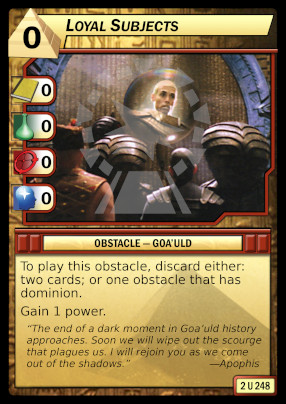 0
LOYAL SUBJECTS
0
0
0
0
OBSTACLE — GOA'ULD
To play this obstacle, discard either:
two cards; or one obstacle that has
dominion.
Gain 1 power.
"The end of a dark moment in Goa'uld history
approaches. Soon we will wipe out the scourge
that plagues us. I will rejoin you as we come
out of the shadows." —Apophis
2 U 248